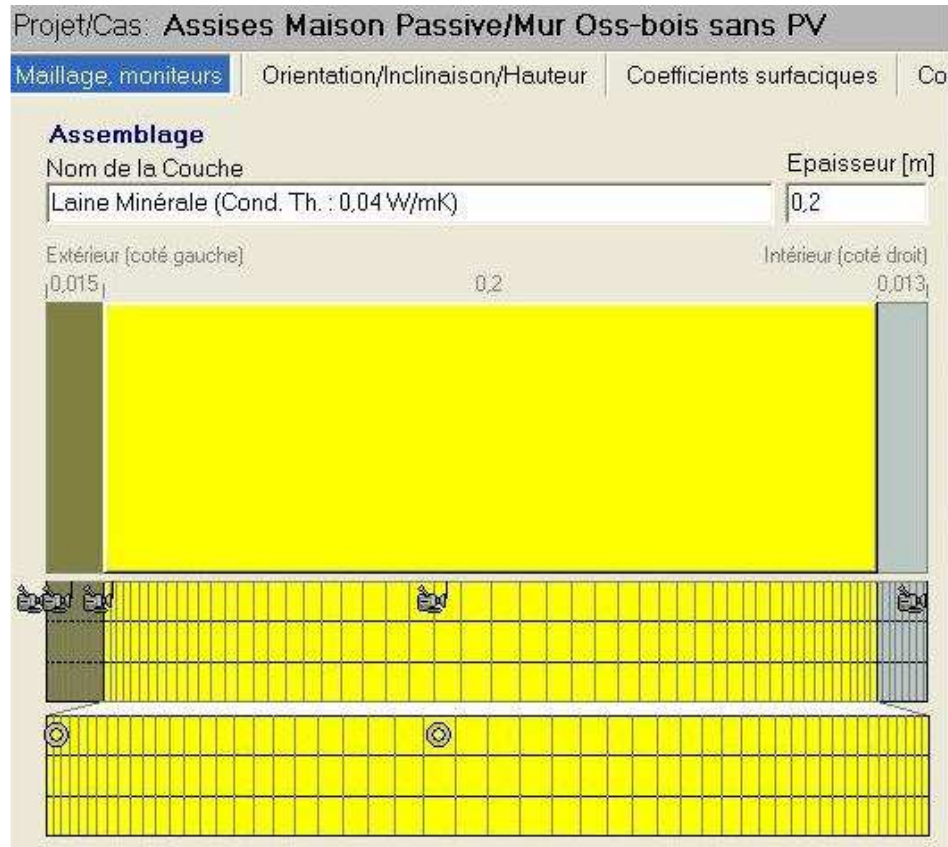 Projet/Cas: Assises Maison Passive/Mur Oss-bois sans PV
Maillage, moniteurs Orientation/Inclinaison/Hauteur Coefficients surfaciques Co
Assemblage
Nom de la Couche Epaisseur [m]
Laine Minérale (Cond. Th. : 0,04 W/mK) 0,2
Extérieur (coté gauche) Intérieur (coté droit)
0,015 0,2 0,013